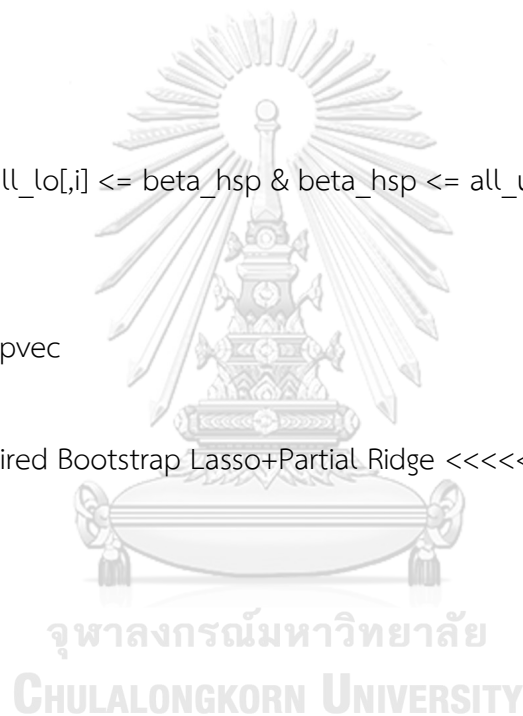 ll_lo[,i] <= beta_hsp & beta_hsp <= all_u
pvec
ired Bootstrap Lasso+Partial Ridge <<<<<
จุฬาลงกรณ์มหาวิทยาลัย
CHULALONGKORN UNIVERSITY